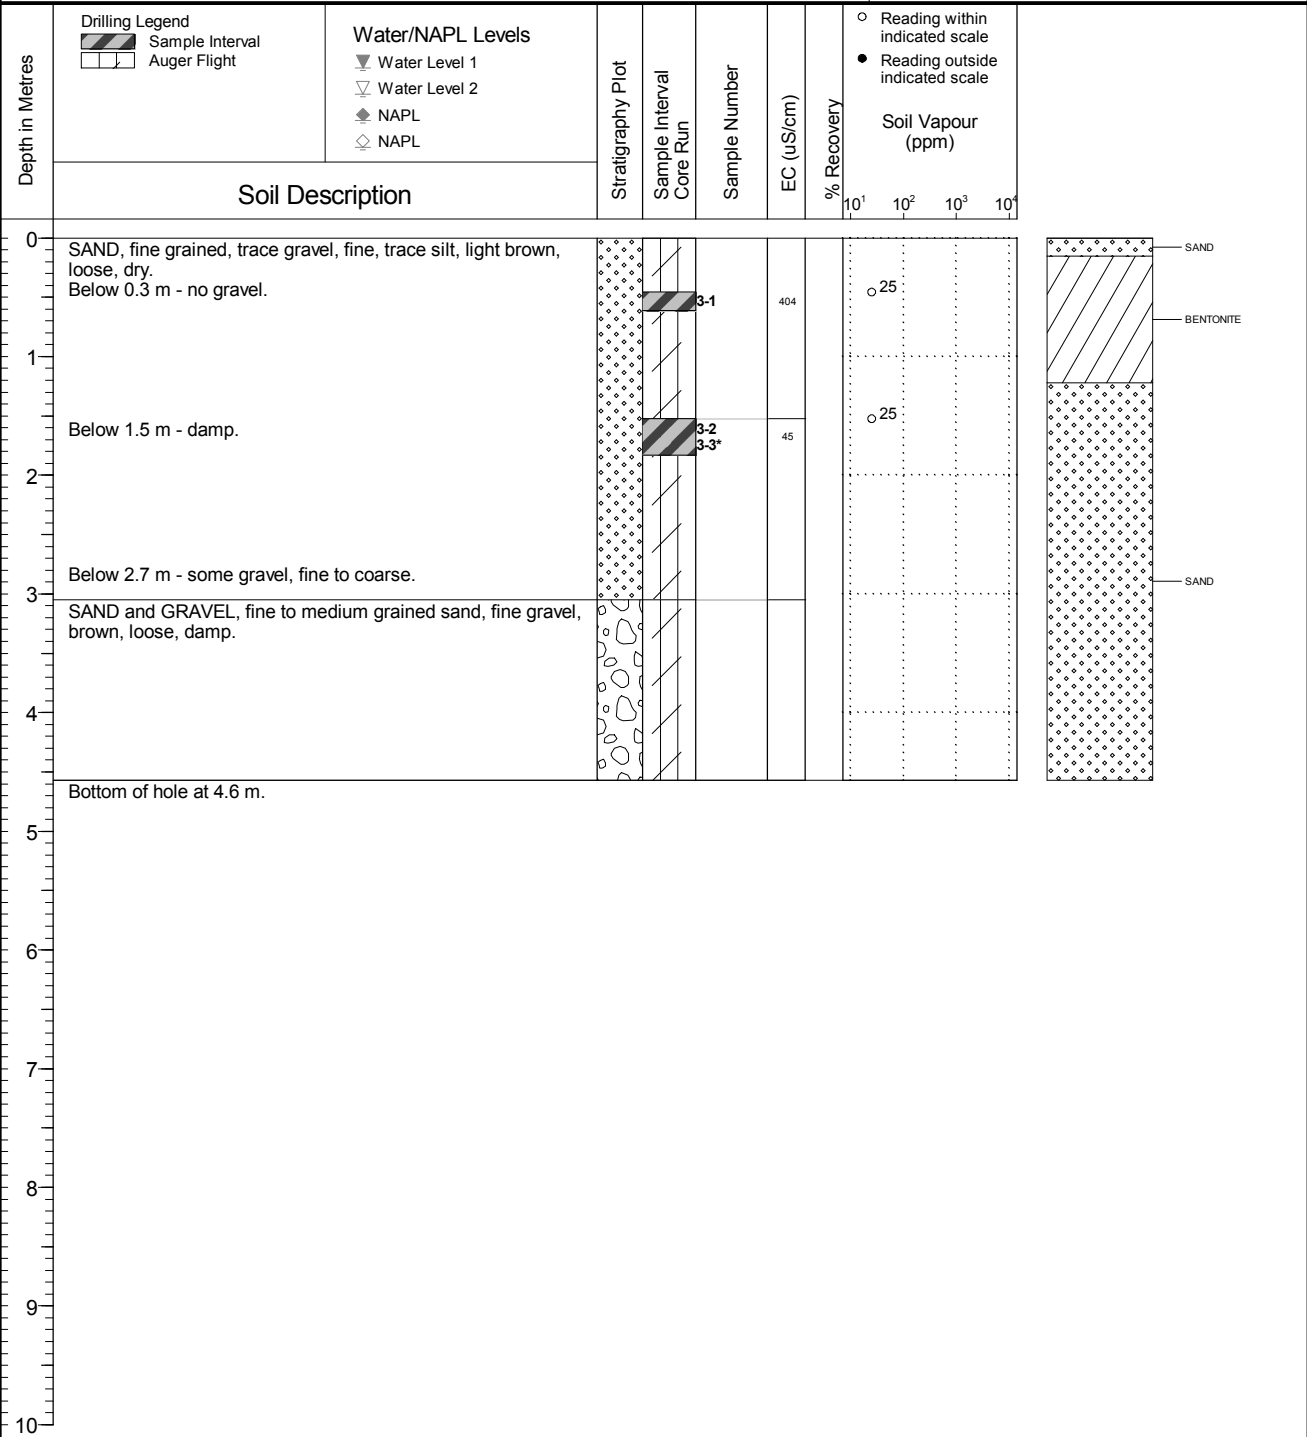 Drilling Legend
Sample Interval
Auger Flight
Water/NAPL Levels
Water Level 1
Water Level 2
NAPL
NAPL
Depth in Metres
Soil Description
Stratigraphy Plot
Sample Interval
Core Run
Sample Number
EC (uS/cm)
% Recovery
Reading within
indicated scale
Reading outside
indicated scale
Soil Vapour
(ppm)
10¹ 10² 10³ 10⁴
0
SAND, fine grained, trace gravel, fine, trace silt, light brown,
loose, dry.
Below 0.3 m - no gravel.
3-1
404
25
SAND
BENTONITE
1
Below 1.5 m - damp.
3-2
3-3*
45
25
2
Below 2.7 m - some gravel, fine to coarse.
SAND
3
SAND and GRAVEL, fine to medium grained sand, fine gravel,
brown, loose, damp.
4
Bottom of hole at 4.6 m.
5
6
7
8
9
10